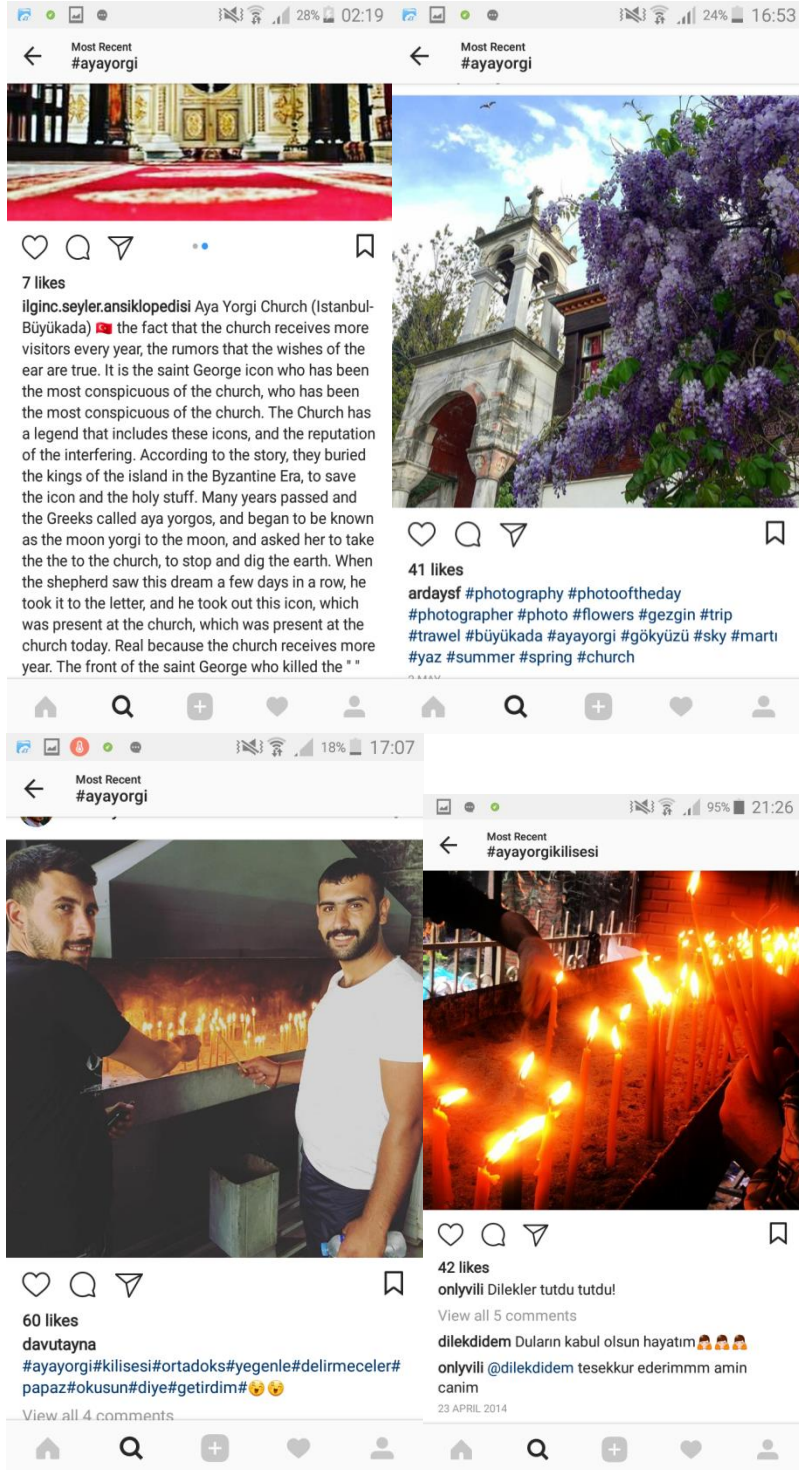 28% 02:19
Most Recent
#ayayorgi
7 likes
ilginc.seyler.ansiklopedisi Aya Yorgi Church (Istanbul-
Büyükada) 🇹🇷 the fact that the church receives more
visitors every year, the rumors that the wishes of the
ear are true. It is the saint George icon who has been
the most conspicuous of the church, who has been
the most conspicuous of the church. The Church has
a legend that includes these icons, and the reputation
of the interfering. According to the story, they buried
the kings of the island in the Byzantine Era, to save
the icon and the holy stuff. Many years passed and
the Greeks called aya yorgos, and began to be known
as the moon yorgi to the moon, and asked her to take
the the to the church, to stop and dig the earth. When
the shepherd saw this dream a few days in a row, he
took it to the letter, and he took out this icon, which
was present at the church, which was present at the
church today. Real because the church receives more
year. The front of the saint George who killed the " "
24% 16:53
Most Recent
#ayayorgi
41 likes
ardaysf #photography #photooftheday
#photographer #photo #flowers #gezgin #trip
#trawel #büyükada #ayayorgi #gökyüzü #sky #martı
#yaz #summer #spring #church
2 MAY
18% 17:07
Most Recent
#ayayorgi
60 likes
davutayna
#ayayorgi#kilisesi#ortadoks#yegenle#delirmeceler#
papaz#okusun#diye#getirdim#😲😲
View all 4 comments
95% 21:26
Most Recent
#ayayorgikilisesi
42 likes
onlyvili Dilekler tutdu tutdu!
View all 5 comments
dilekdidem Duların kabul olsun hayatım🙏🙏🙏
onlyvili @dilekdidem tesekkur ederimmm amin
canim
23 APRIL 2014